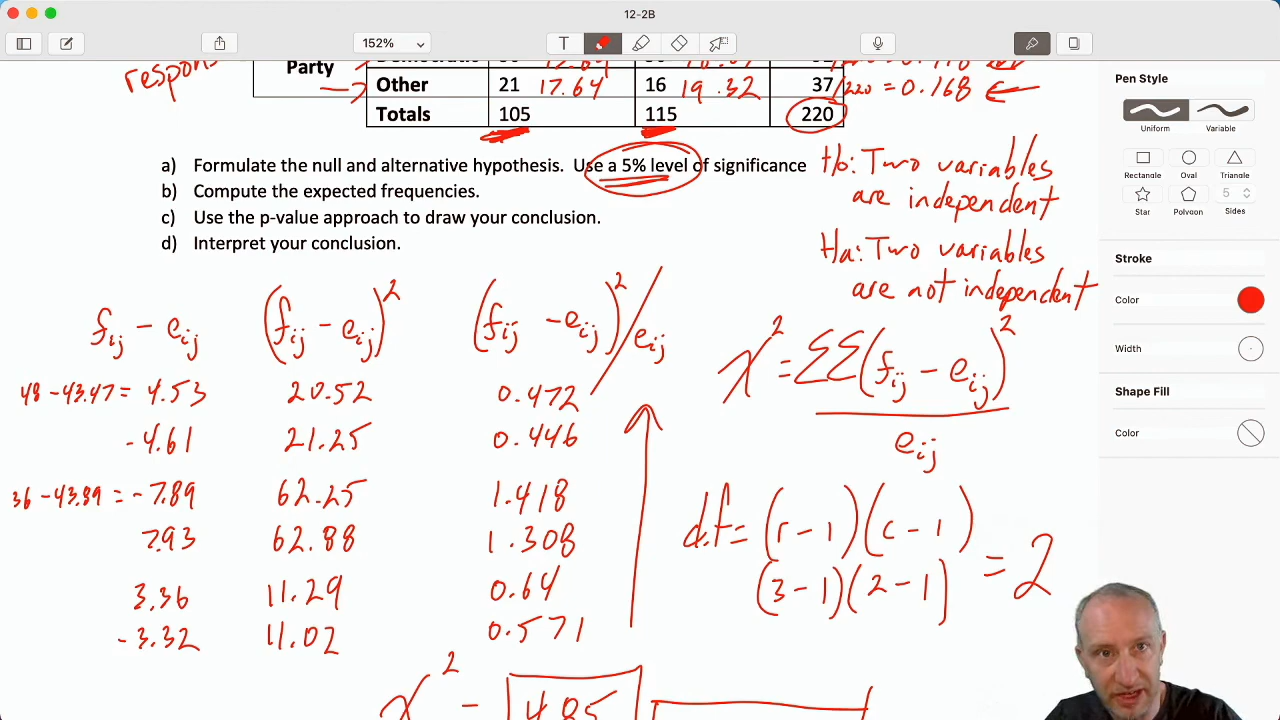 12-2B
152%
T
Pen Style
Uniform
Variable
Rectangle
Oval
Triangle
Star
Polygon
5
Sides
Stroke
Color
Width
Shape Fill
Color
respons
Party
Other 21 17.64 16 19.32 37 /220 = 0.168
Totals 105 115 220
a) Formulate the null and alternative hypothesis. Use a 5% level of significance
b) Compute the expected frequencies.
c) Use the p-value approach to draw your conclusion.
d) Interpret your conclusion.
Ho: Two variables
are independent
Ha: Two variables
are not independent
fij - eij (fij - eij)² (fij - eij)²/eij
48 - 43.47 = 4.53 20.52 0.472
-4.61 21.25 0.446
36 - 43.89 = -7.89 62.25 1.418
7.93 62.88 1.308
3.36 11.29 0.64
-3.32 11.02 0.571
χ² = ΣΣ(fij - eij)²
eij
d.f = (r - 1)(c - 1)
(3 - 1)(2 - 1) = 2
χ² = 4.85